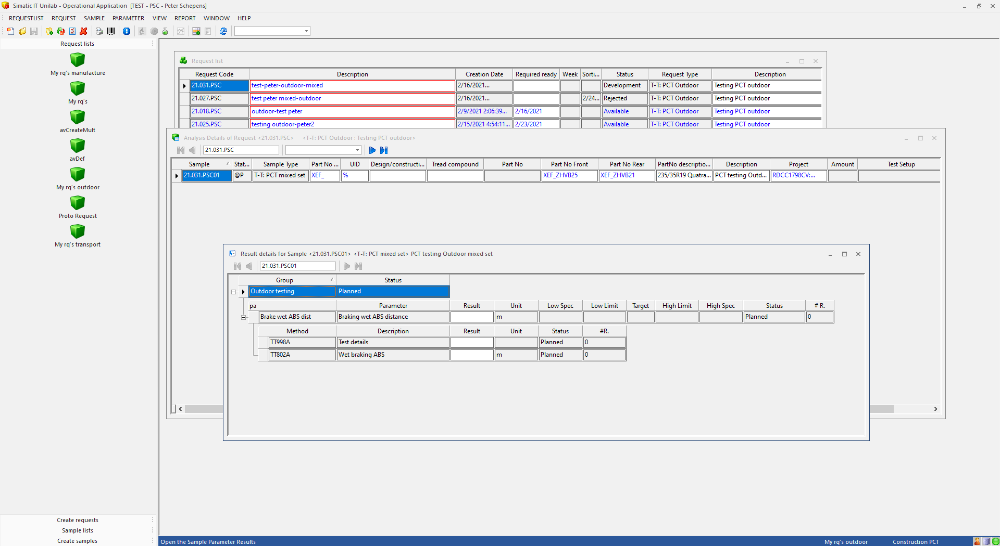 Simatic IT Unilab - Operational Application [TEST - PSC - Peter Schepens]
REQUESTLIST REQUEST SAMPLE PARAMETER VIEW REPORT WINDOW HELP
Request lists
My rq's manufacture
My rq's
avCreateMult
avDef
My rq's outdoor
Proto Request
My rq's transport
Create requests
Sample lists
Create samples
Request list
Request Code Description Creation Date Required ready Week Sorti... Status Request Type Description
21.031.PSC test-peter-outdoor-mixed 2/16/2021... Development T-T: PCT Outdoor Testing PCT outdoor
21.027.PSC test peter mixed-outdoor 2/16/2021... 2/24... Rejected T-T: PCT Outdoor Testing PCT outdoor
21.018.PSC outdoor-test peter 2/9/2021 2:06:39... 2/16/2021 Available T-T: PCT Outdoor Testing PCT outdoor
21.025.PSC testing outdoor-peter2 2/15/2021 4:54:11... 2/23/2021 Available T-T: PCT Outdoor Testing PCT outdoor
Analysis Details of Request <21.031.PSC> <T-T: PCT Outdoor : Testing PCT outdoor>
21.031.PSC
Sample Stat... Sample Type Part No ... UID Design/constructi... Tread compound Part No Part No Front Part No Rear PartNo descriptio... Description Project Amount Test Setup
21.031.PSC01 @P T-T: PCT mixed set XEF_ % XEF_ZHVB25 XEF_ZHVB21 235/35R19 Quatra... PCT testing Outd... RDCC1798CV:...
Result details for Sample <21.031.PSC01> <T-T: PCT mixed set> PCT testing Outdoor mixed set
21.031.PSC01
Group Status
Outdoor testing Planned
pa Parameter Result Unit Low Spec Low Limit Target High Limit High Spec Status # R.
Brake wet ABS dist Braking wet ABS distance m Planned 0
Method Description Result Unit Status #R.
TT998A Test details Planned 0
TT802A Wet braking ABS m Planned 0
Open the Sample Parameter Results My rq's outdoor Construction PCT